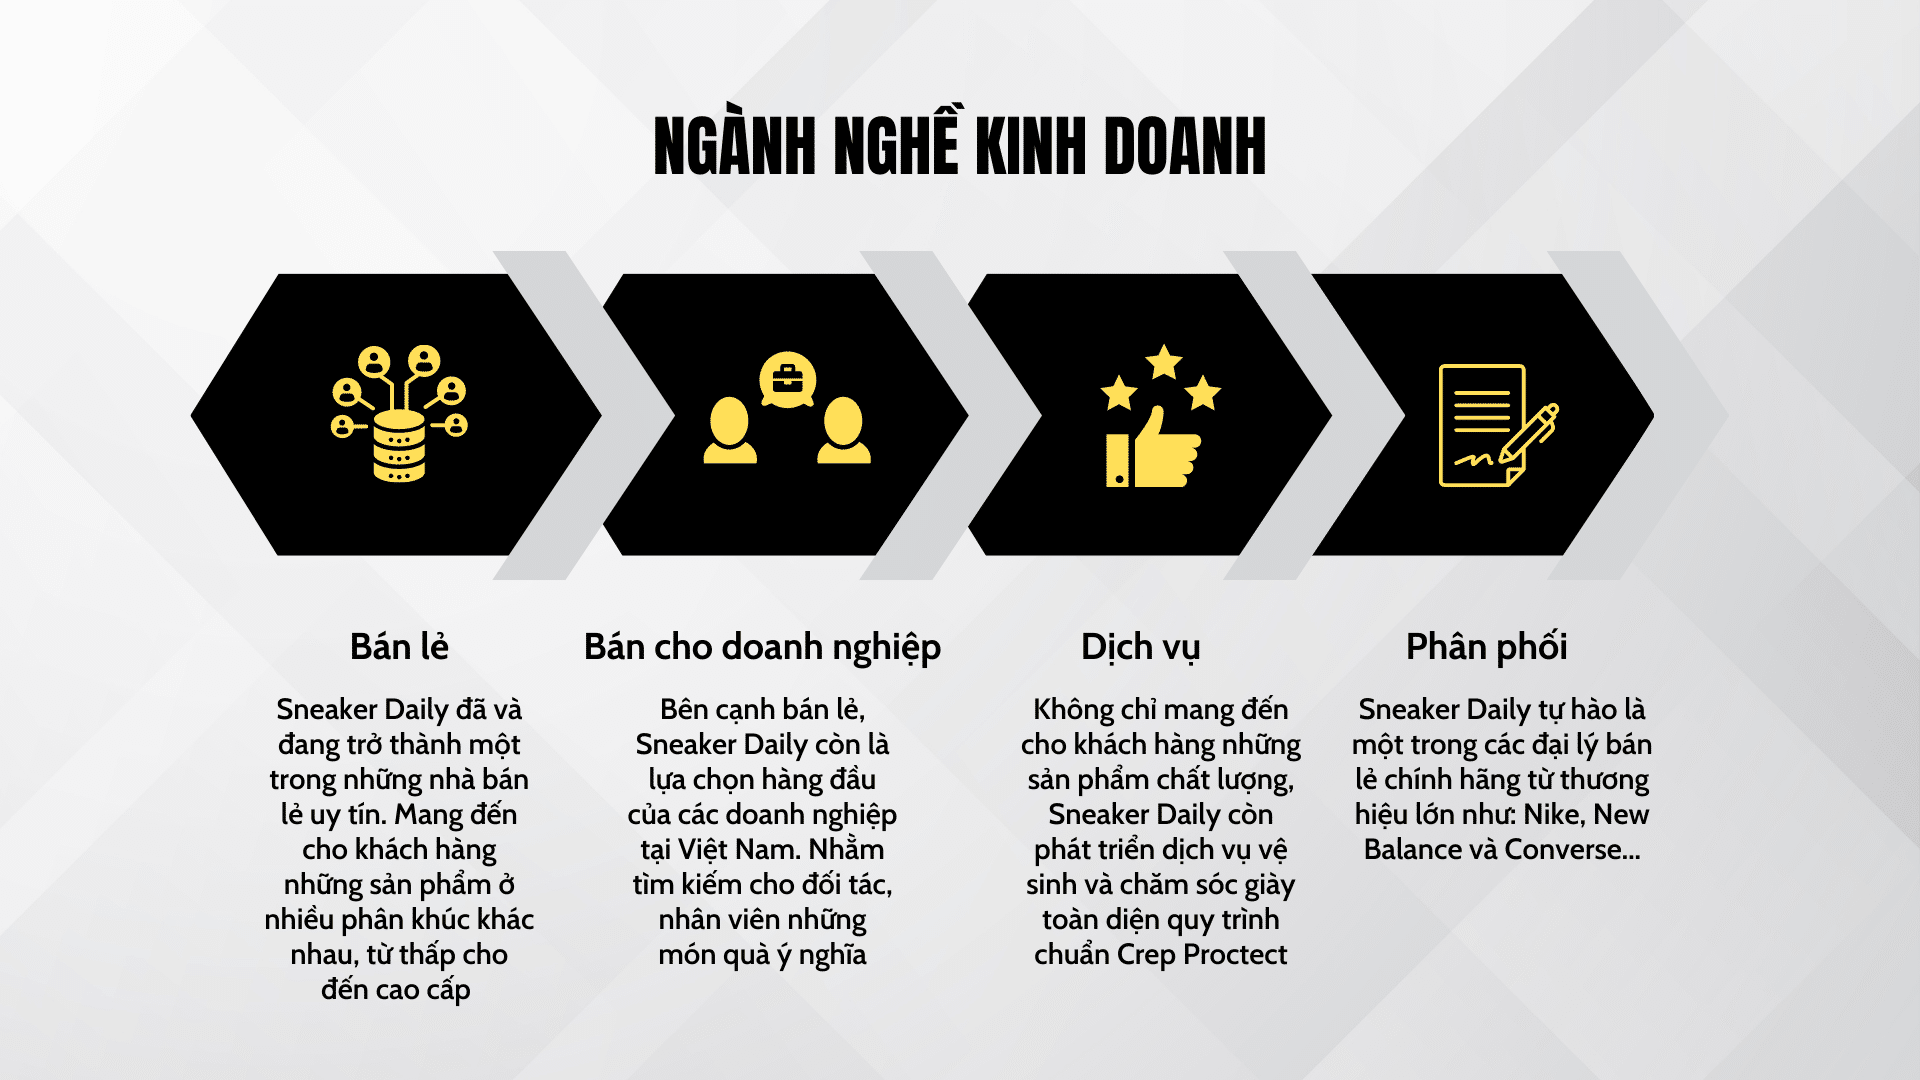 NGÀNH NGHỀ KINH DOANH
Bán lẻ
Sneaker Daily đã và
đang trở thành một
trong những nhà bán
lẻ uy tín. Mang đến
cho khách hàng
những sản phẩm ở
nhiều phân khúc khác
nhau, từ thấp cho
đến cao cấp
Bán cho doanh nghiệp
Bên cạnh bán lẻ,
Sneaker Daily còn là
lựa chọn hàng đầu
của các doanh nghiệp
tại Việt Nam. Nhằm
tìm kiếm cho đối tác,
nhân viên những
món quà ý nghĩa
Dịch vụ
Không chỉ mang đến
cho khách hàng những
sản phẩm chất lượng,
Sneaker Daily còn
phát triển dịch vụ vệ
sinh và chăm sóc giày
toàn diện quy trình
chuẩn Crep Proctect
Phân phối
Sneaker Daily tự hào là
một trong các đại lý bán
lẻ chính hãng từ thương
hiệu lớn như: Nike, New
Balance và Converse...